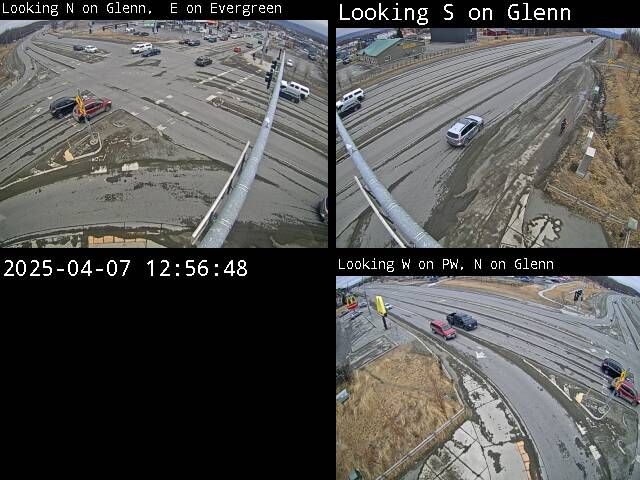 Looking N on Glenn,  E on Evergreen
Looking S on Glenn
2025-04-07 12:56:48
Looking W on PW, N on Glenn